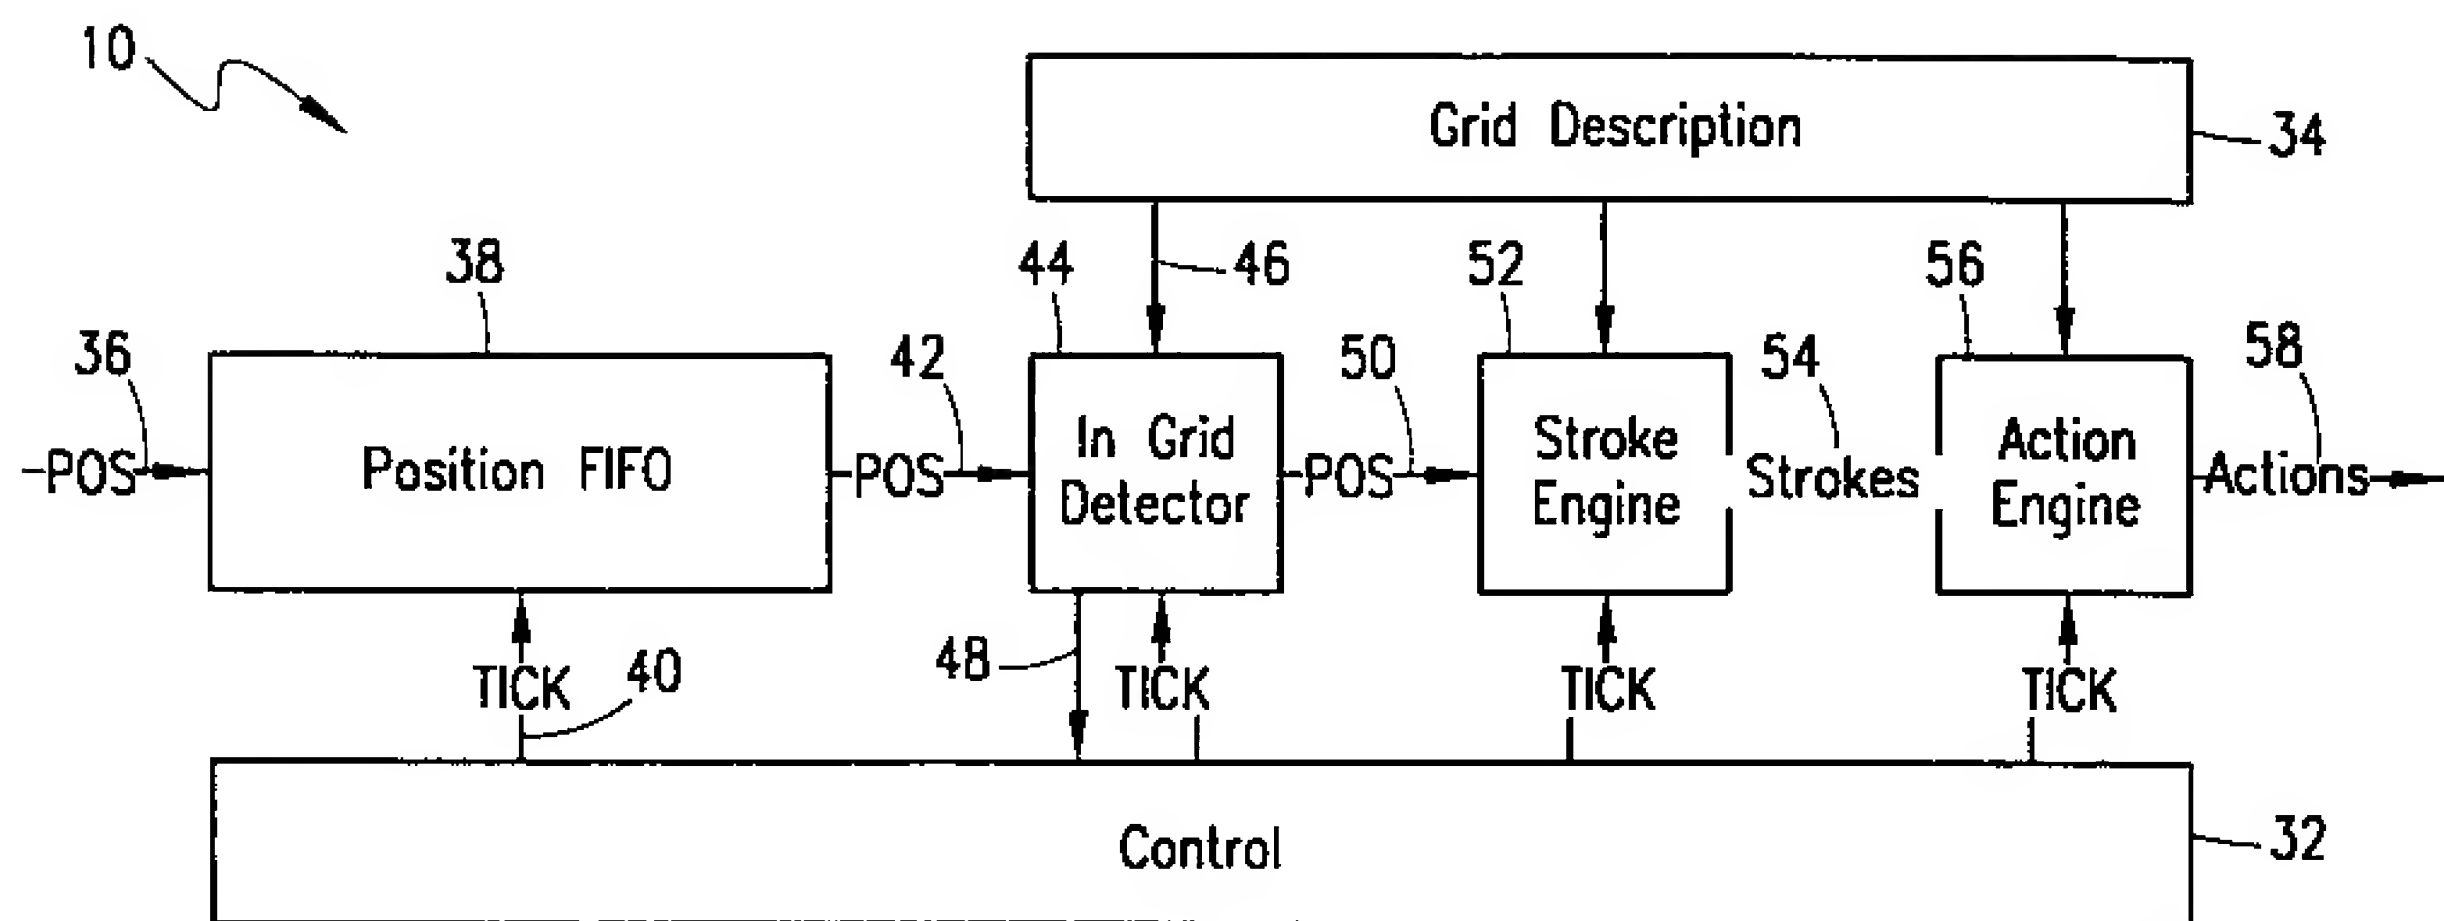 10
Grid Description
34
38
44
46
52
56
36
42
50
54
58
POS
Position FIFO
POS
In Grid
Detector
POS
Stroke
Engine
Strokes
Action
Engine
Actions
48
40
TICK
TICK
TICK
TICK
Control
32